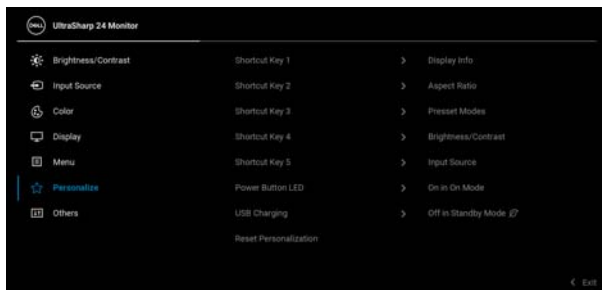 DELL UltraSharp 24 Monitor
Brightness/Contrast Shortcut Key 1 > Display Info
Input Source Shortcut Key 2 > Aspect Ratio
Color Shortcut Key 3 > Presset Modes
Display Shortcut Key 4 > Brightness/Contrast
Menu Shortcut Key 5 > Input Source
Personalize Power Button LED > On in On Mode
Others USB Charging > Off in Standby Mode
Reset Personalization
< Exit